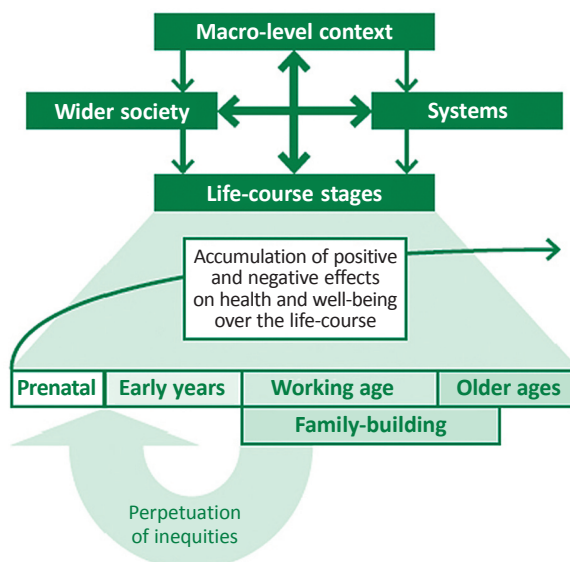 Macro-level context
Wider society
Systems
Life-course stages
Accumulation of positive
and negative effects
on health and well-being
over the life-course
Prenatal
Early years
Working age
Older ages
Family-building
Perpetuation
of inequities